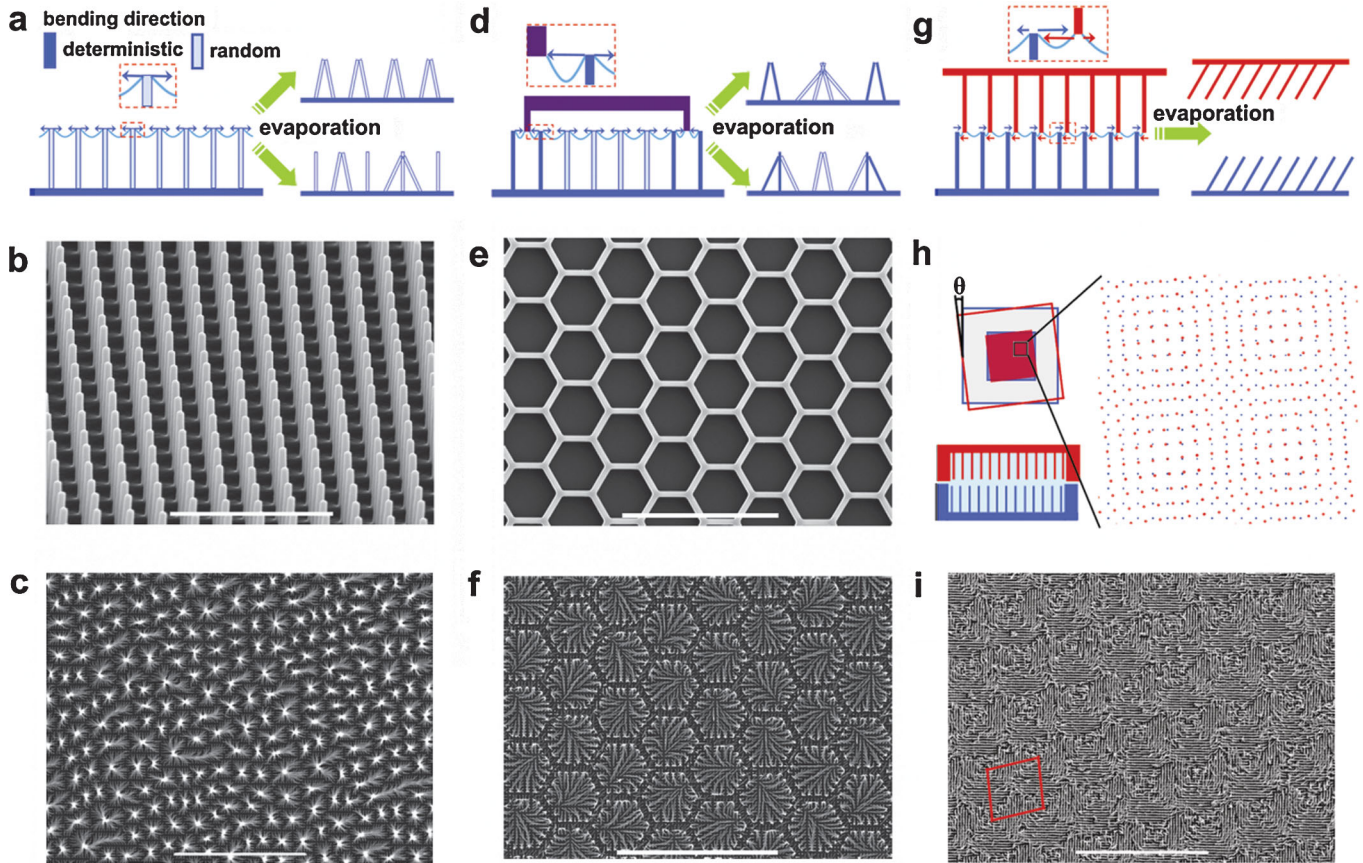 a
bending direction
deterministic
random
evaporation
b
c
d
evaporation
e
f
g
evaporation
h
θ
i